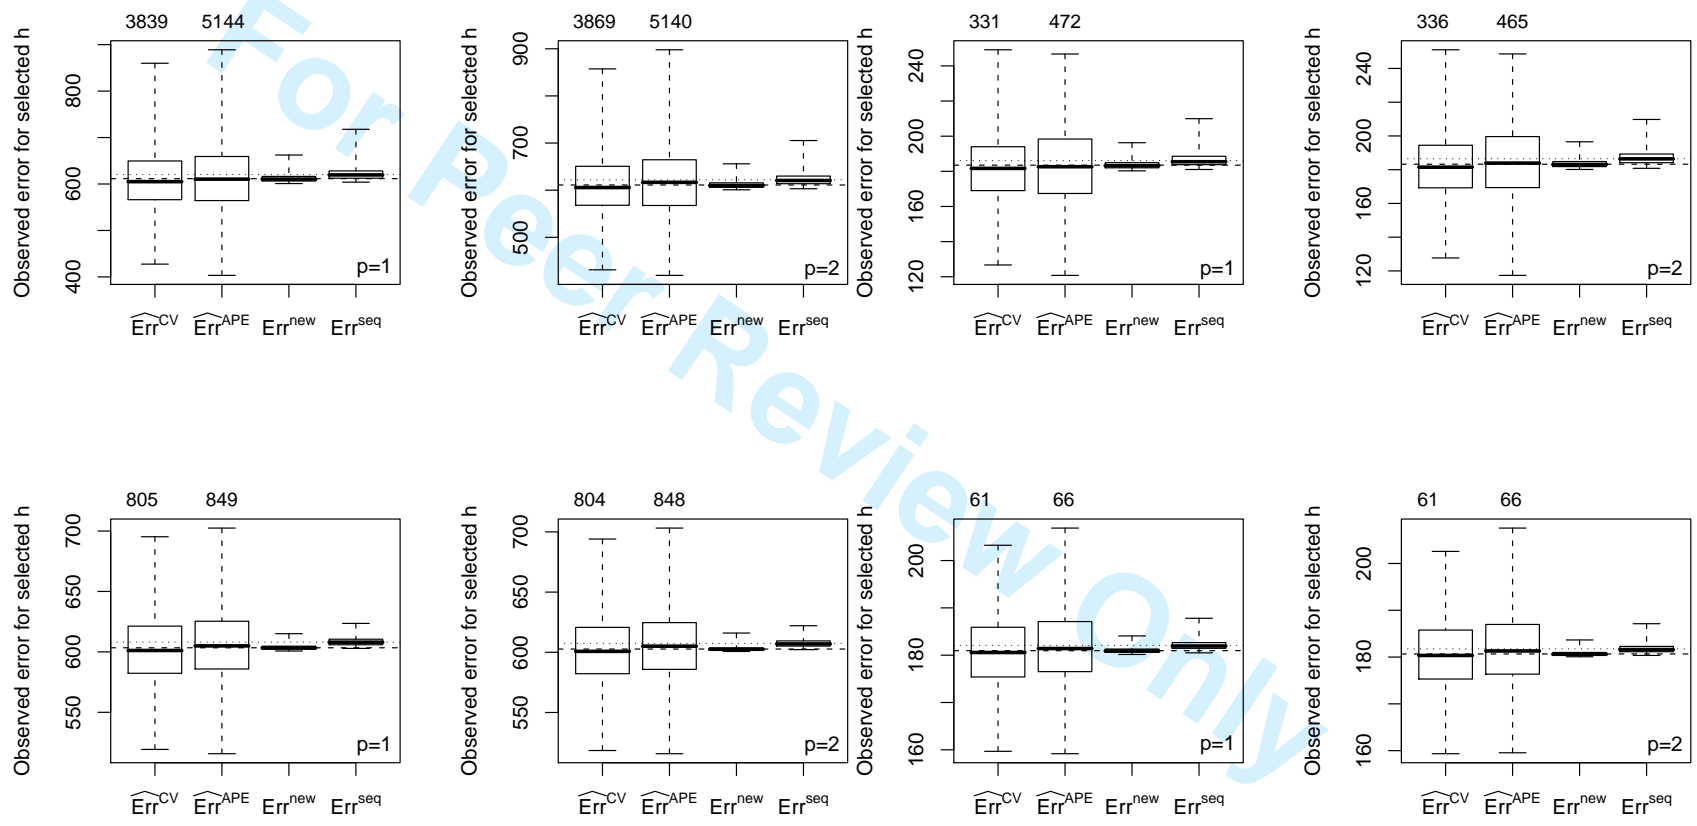 3839 5144
Observed error for selected h
400 600 800
p=1
Err^CV Err^APE Err^new Err^seq
3869 5140
Observed error for selected h
500 700 900
p=2
Err^CV Err^APE Err^new Err^seq
331 472
Observed error for selected h
120 160 200 240
p=1
Err^CV Err^APE Err^new Err^seq
336 465
Observed error for selected h
120 160 200 240
p=2
Err^CV Err^APE Err^new Err^seq
805 849
Observed error for selected h
550 600 650 700
p=1
Err^CV Err^APE Err^new Err^seq
804 848
Observed error for selected h
550 600 650 700
p=2
Err^CV Err^APE Err^new Err^seq
61 66
Observed error for selected h
160 180 200
p=1
Err^CV Err^APE Err^new Err^seq
61 66
Observed error for selected h
160 180 200
p=2
Err^CV Err^APE Err^new Err^seq
For Peer Review Only